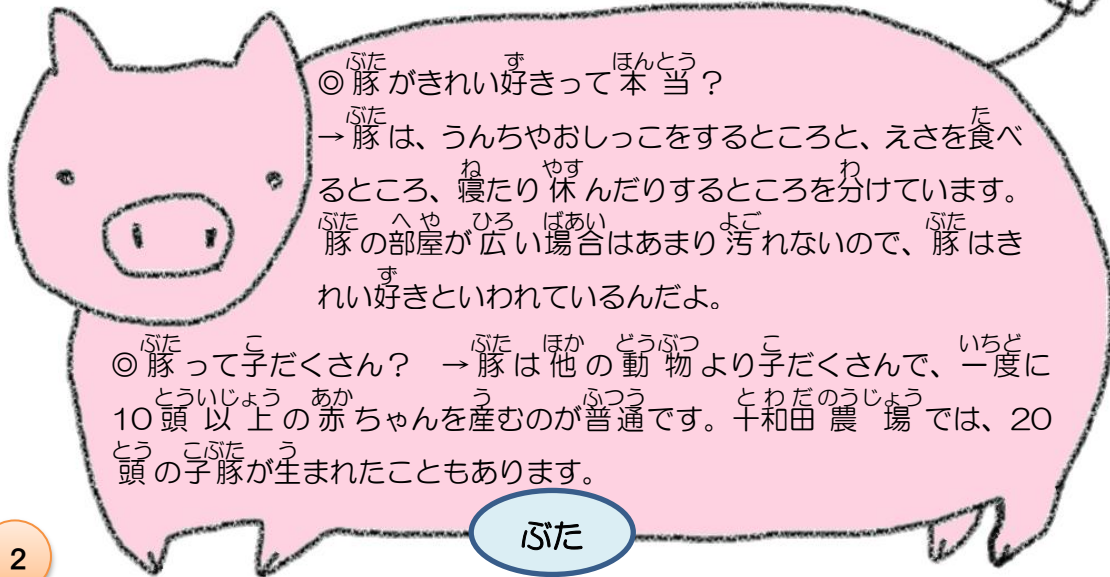 ◎豚がきれい好きって本当?
→豚は、うんちやおしっこをするところと、えさを食べ
るところ、寝たり休んだりするところを分けています。
豚の部屋が広い場合はあまり汚れないので、豚はき
れい好きといわれているんだよ。
◎豚って子だくさん? →豚は他の動物より子だくさんで、一度に
10頭以上の赤ちゃんを産むのが普通です。十和田農場では、20
頭の子豚が生まれたこともあります。
ぶた
2